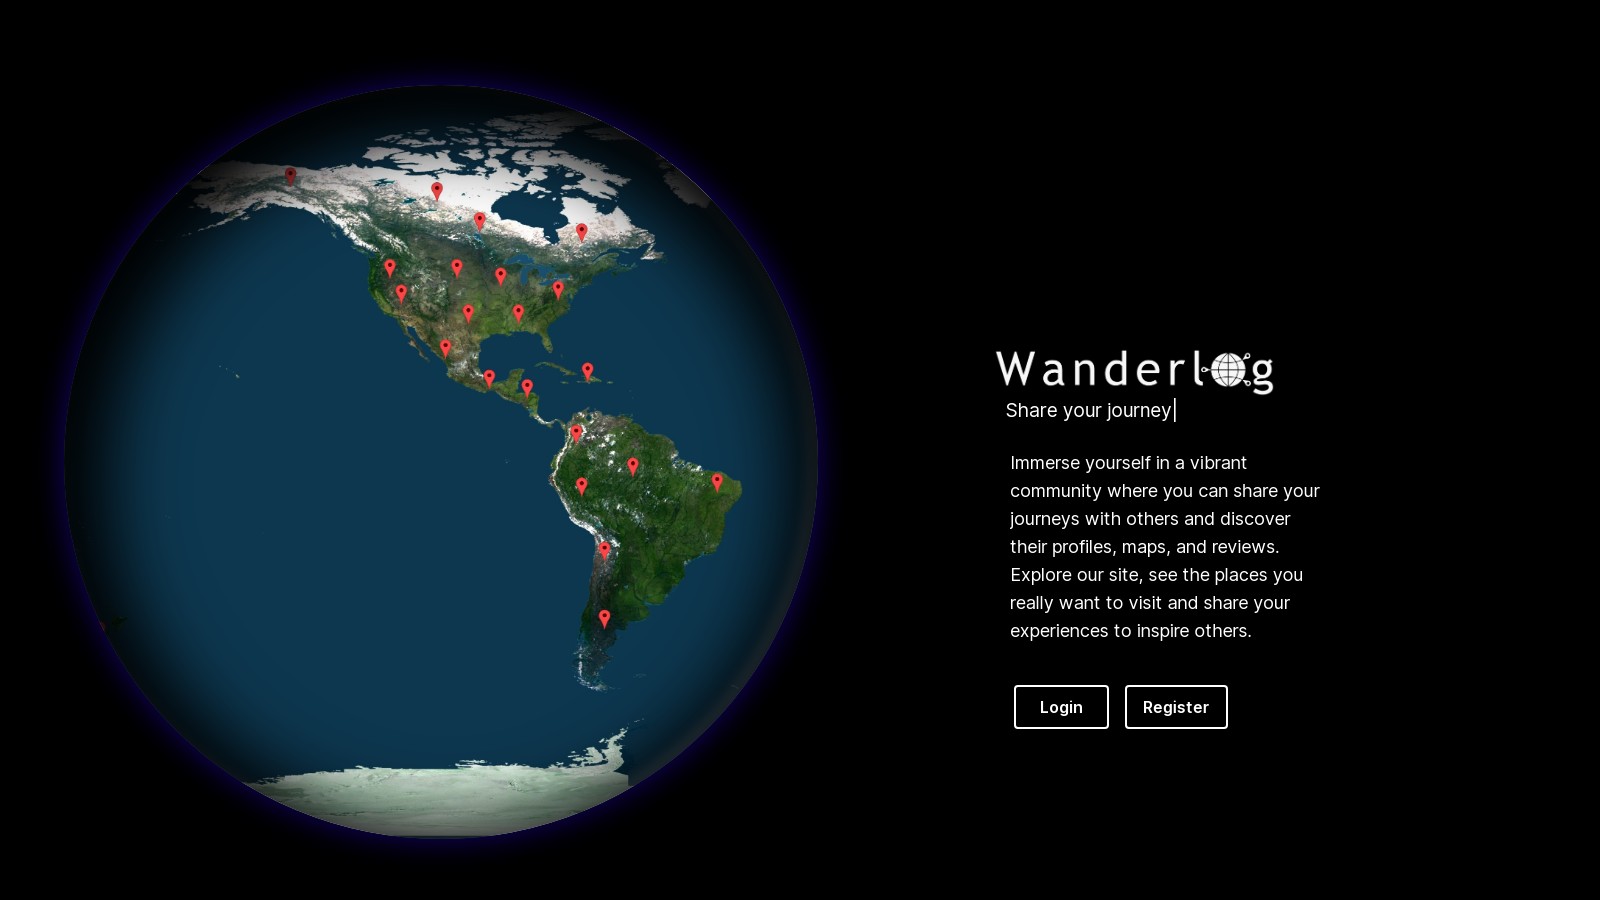 Wanderlog
Share your journey
Immerse yourself in a vibrant
community where you can share your
journeys with others and discover
their profiles, maps, and reviews.
Explore our site, see the places you
really want to visit and share your
experiences to inspire others.
Login Register